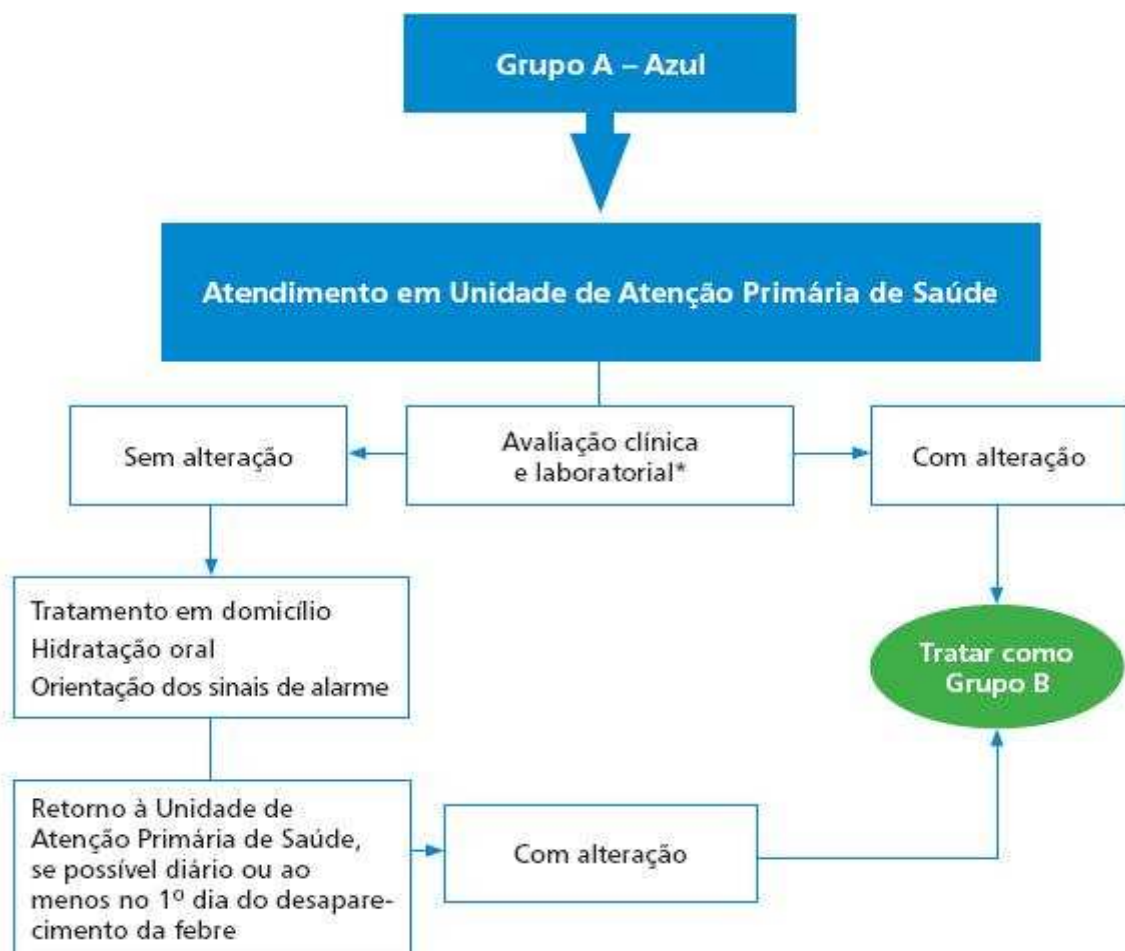 Grupo A – Azul
Atendimento em Unidade de Atenção Primária de Saúde
Sem alteração
Avaliação clínica
e laboratorial*
Com alteração
Tratamento em domicílio
Hidratação oral
Orientação dos sinais de alarme
Tratar como
Grupo B
Retorno à Unidade de
Atenção Primária de Saúde,
se possível diário ou ao
menos no 1º dia do desapare-
cimento da febre
Com alteração